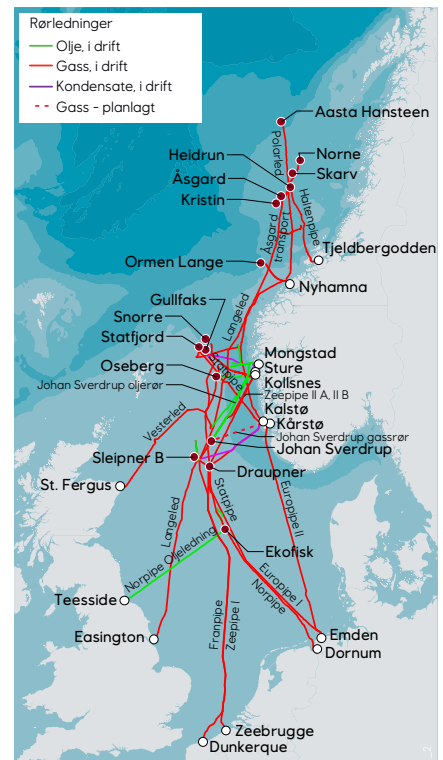 Rørledninger
Olje, i drift
Gass, i drift
Kondensate, i drift
Gass - planlagt
Aasta Hansteen
Polarled
Heidrun
Norne
Skarv
Åsgard
Kristin
Haltenpipe
Åsgard
transport
Tjeldbergodden
Ormen Lange
Nyhamna
Gullfaks
Langeled
Snorre
Statfjord
Mongstad
Oseberg
Statpipe
Sture
Kollsnes
Johan Sverdrup oljerør
Zeepipe II A, II B
Kalstø
Vesterled
Kårstø
Johan Sverdrup gassrør
Johan Sverdrup
Sleipner B
Draupner
St. Fergus
Statpipe
Europipe II
Langeled
Ekofisk
Norpipe Oljeledning
Europipe I
Norpipe
Teesside
Franpipe
Zeepipe I
Easington
Emden
Dornum
Zeebrugge
Dunkerque